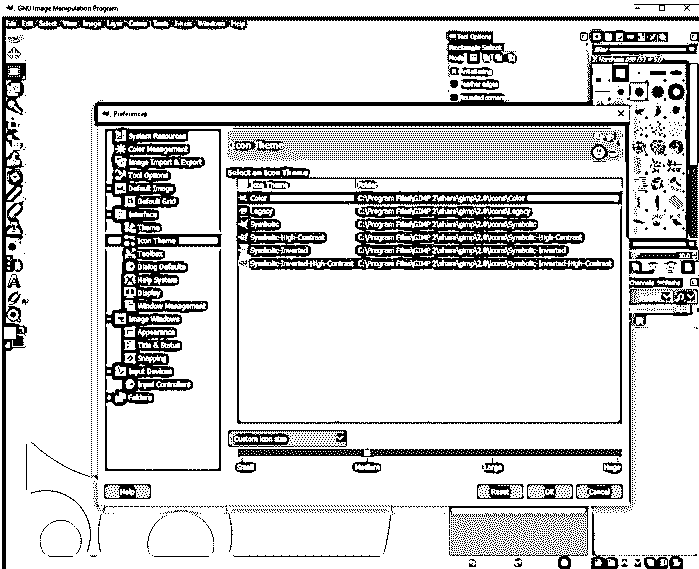 GNU Image Manipulation Program
File Edit Select View Image Layer Colors Tools Filters Windows Help
Tool Options
Rectangle Select
Mode:
Antialiasing
Feather edges
Preferences
System Resources
Color Management
Image Import & Export
Tool Options
Default Image
Default Grid
Interface
Theme
Icon Theme
Toolbox
Dialog Defaults
Help System
Display
Window Management
Image Windows
Appearance
Title & Status
Snapping
Input Devices
Input Controllers
Folders
Icon Theme
Select an Icon Theme
Icon Theme Folder
Color C:\Program Files\GIMP 2\share\gimp\2.0\icons\Color
Legacy C:\Program Files\GIMP 2\share\gimp\2.0\icons\Legacy
Symbolic C:\Program Files\GIMP 2\share\gimp\2.0\icons\Symbolic
Symbolic-High-Contrast C:\Program Files\GIMP 2\share\gimp\2.0\icons\Symbolic-High-Contrast
Symbolic-Inverted C:\Program Files\GIMP 2\share\gimp\2.0\icons\Symbolic-Inverted
Symbolic-Inverted-High-Contrast C:\Program Files\GIMP 2\share\gimp\2.0\icons\Symbolic-Inverted-High-Contrast
Custom icon size
Small Medium Large Huge
Help Reset OK Cancel
Channels